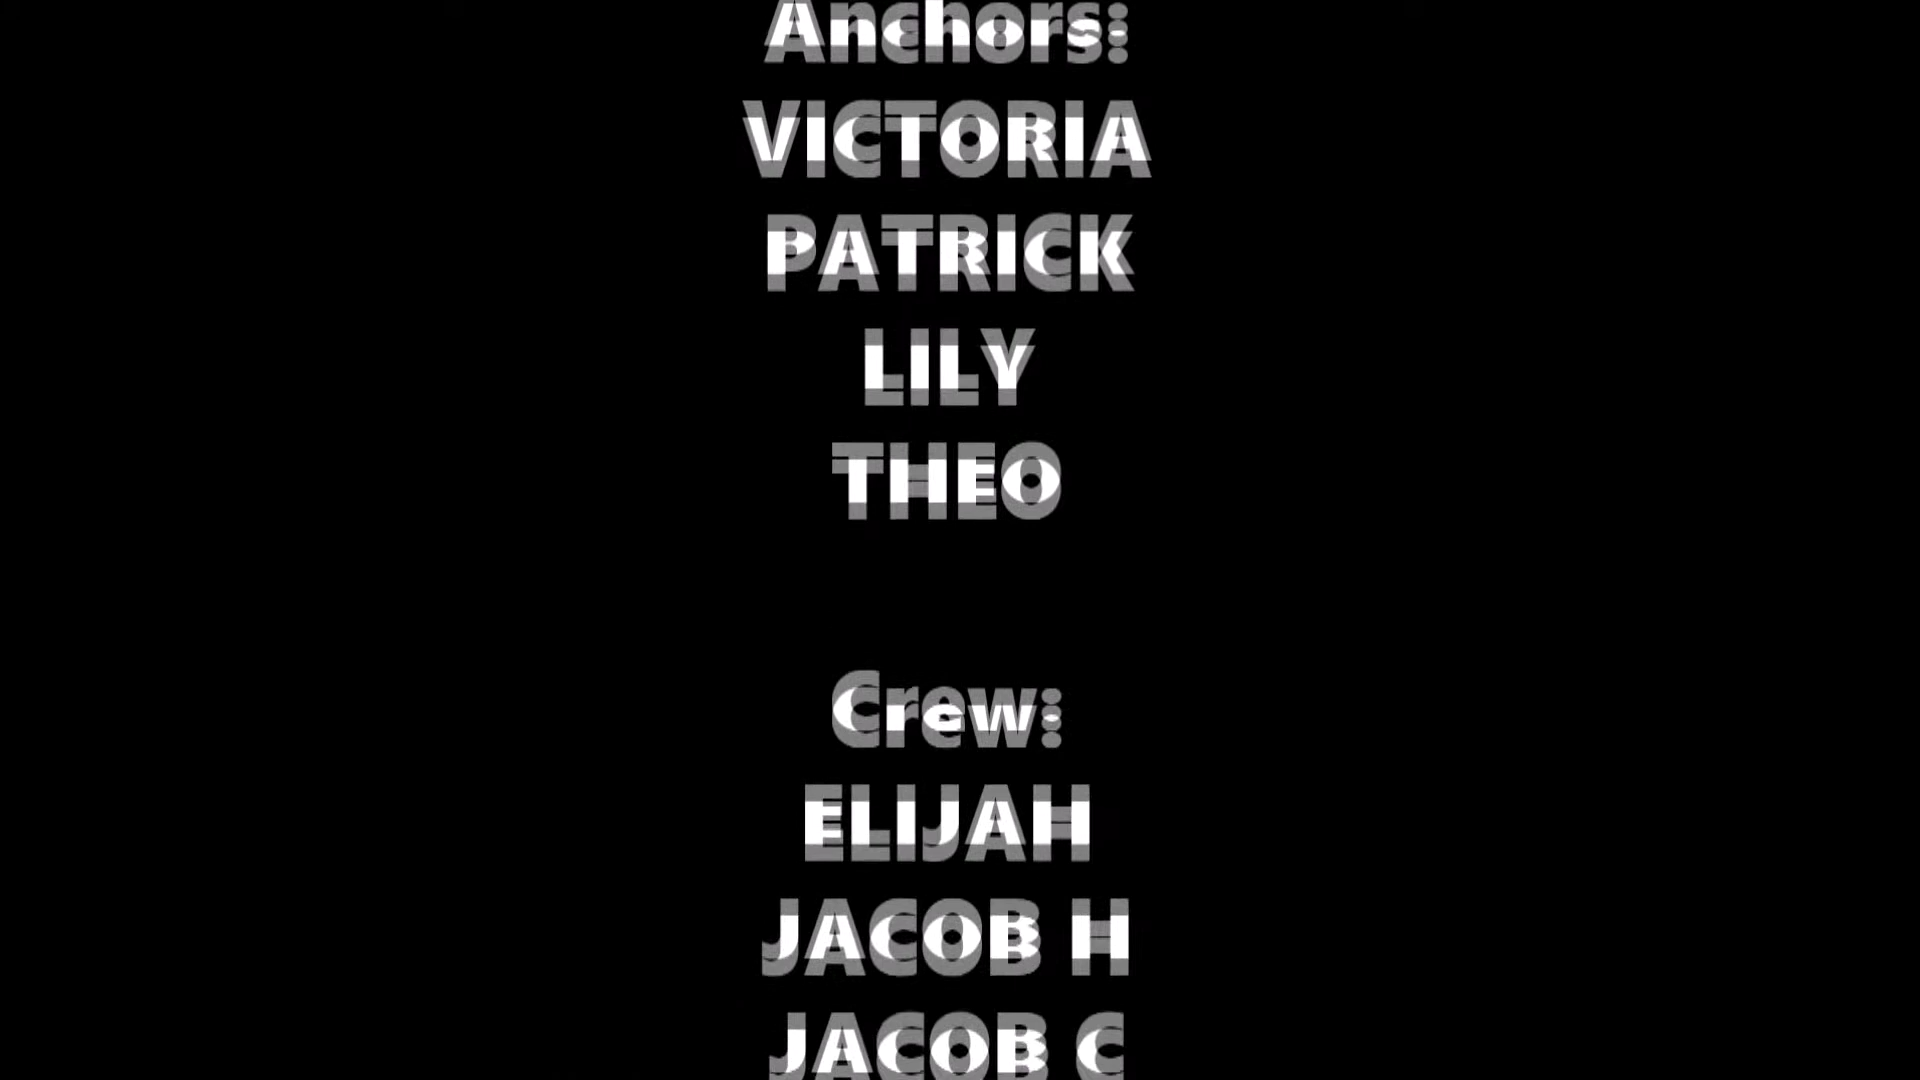 Anchors:
VICTORIA
PATRICK
LILY
THEO
Crew:
ELIJAH
JACOB H
JACOB C